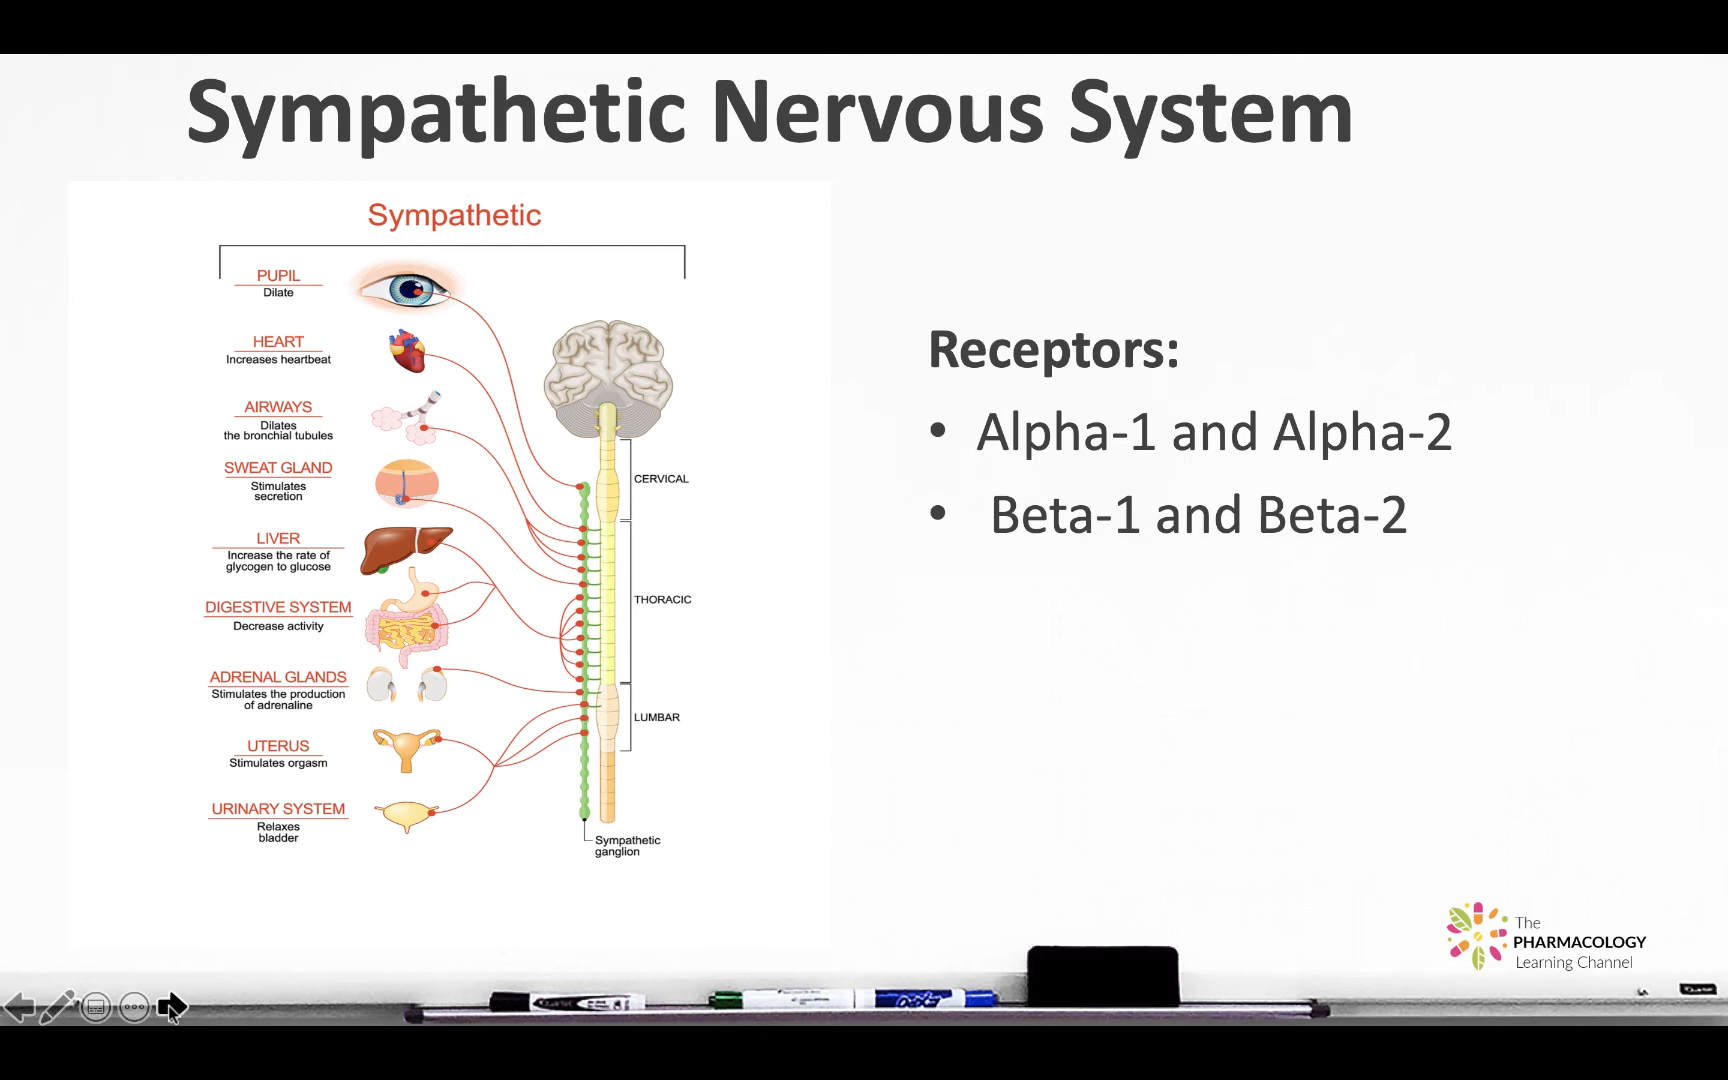 Sympathetic Nervous System
Sympathetic
PUPIL
Dilate
HEART
Increases heartbeat
AIRWAYS
Dilates
the bronchial tubules
SWEAT GLAND
Stimulates
secretion
LIVER
Increase the rate of
glycogen to glucose
DIGESTIVE SYSTEM
Decrease activity
ADRENAL GLANDS
Stimulates the production
of adrenaline
UTERUS
Stimulates orgasm
URINARY SYSTEM
Relaxes
bladder
CERVICAL
THORACIC
LUMBAR
Sympathetic
ganglion
Receptors:
• Alpha-1 and Alpha-2
• Beta-1 and Beta-2
The
PHARMACOLOGY
Learning Channel